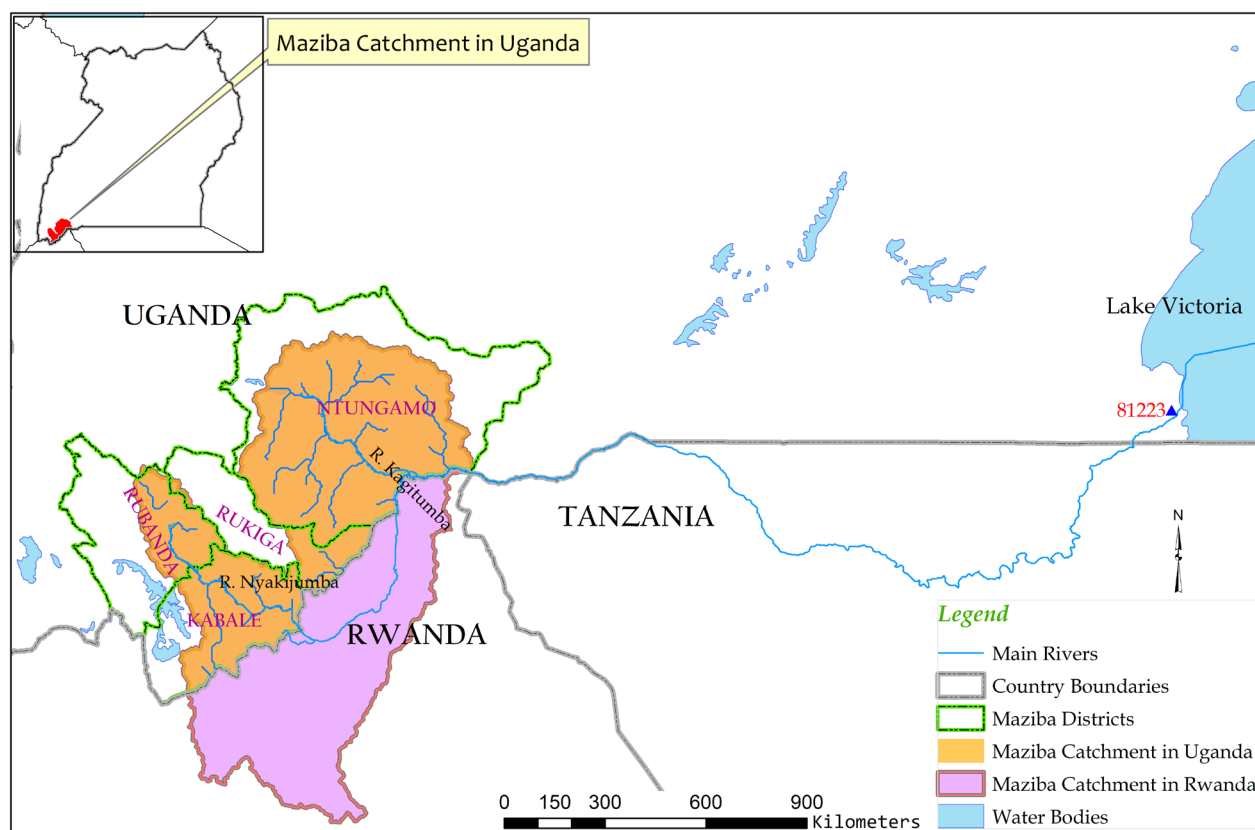 Maziba Catchment in Uganda
UGANDA
Lake Victoria
NTUNGAMO
81223
R. Kagitumba
RUBANDA
RUKIGA
TANZANIA
N
R. Nyakijumba
KABALE
RWANDA
Legend
Main Rivers
Country Boundaries
Maziba Districts
Maziba Catchment in Uganda
Maziba Catchment in Rwanda
Water Bodies
0 150 300 600 900
Kilometers